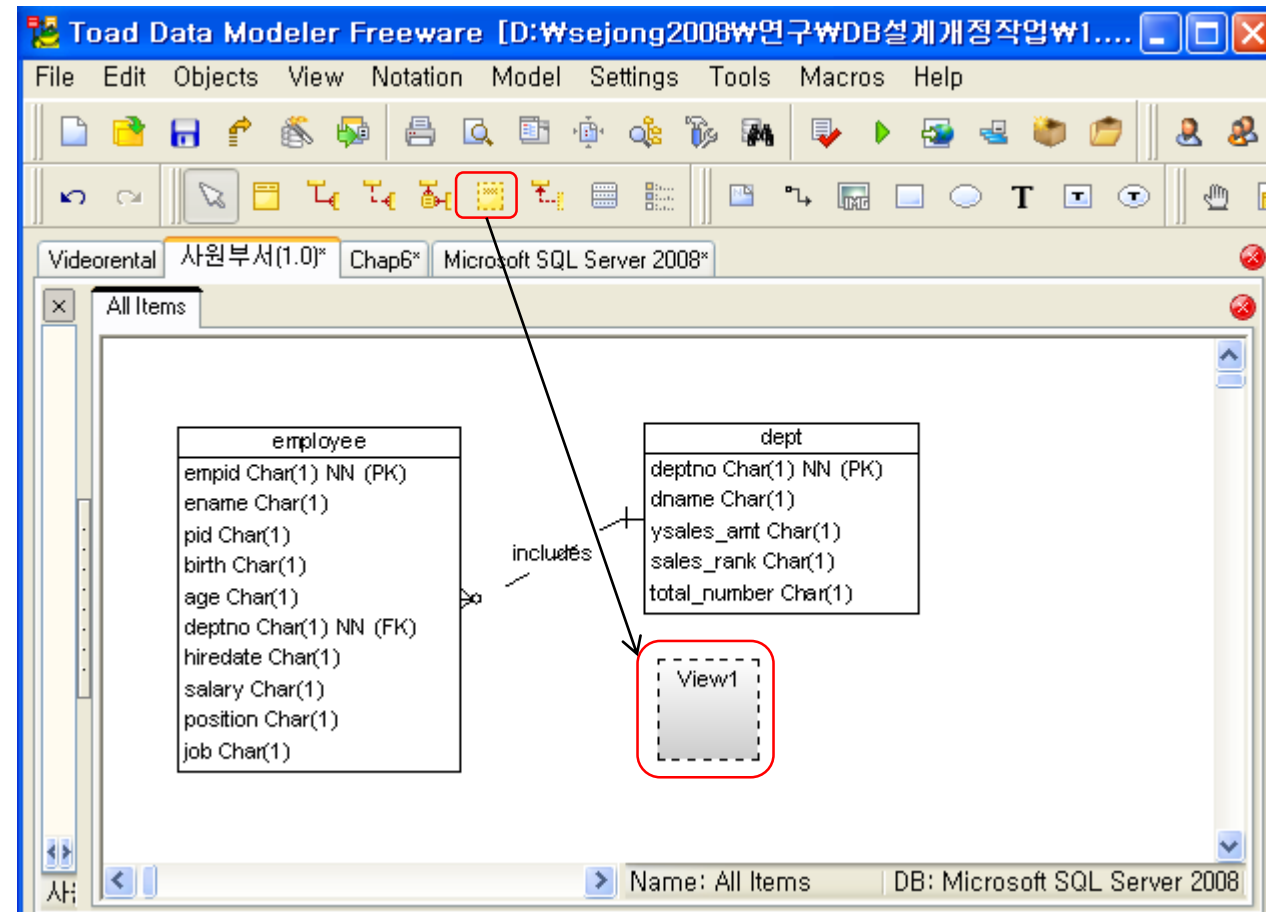 Toad Data Modeler Freeware [D:₩sejong2008₩연구₩DB설계개정작업₩1....
File Edit Objects View Notation Model Settings Tools Macros Help
T T T
Videorental 사원부서(1.0)* Chap6* Microsoft SQL Server 2008*
All Items
employee
empid Char(1) NN (PK)
ename Char(1)
pid Char(1)
birth Char(1)
age Char(1)
deptno Char(1) NN (FK)
hiredate Char(1)
salary Char(1)
position Char(1)
job Char(1)
includes
dept
deptno Char(1) NN (PK)
dname Char(1)
ysales_amt Char(1)
sales_rank Char(1)
total_number Char(1)
View1
Name: All Items DB: Microsoft SQL Server 2008